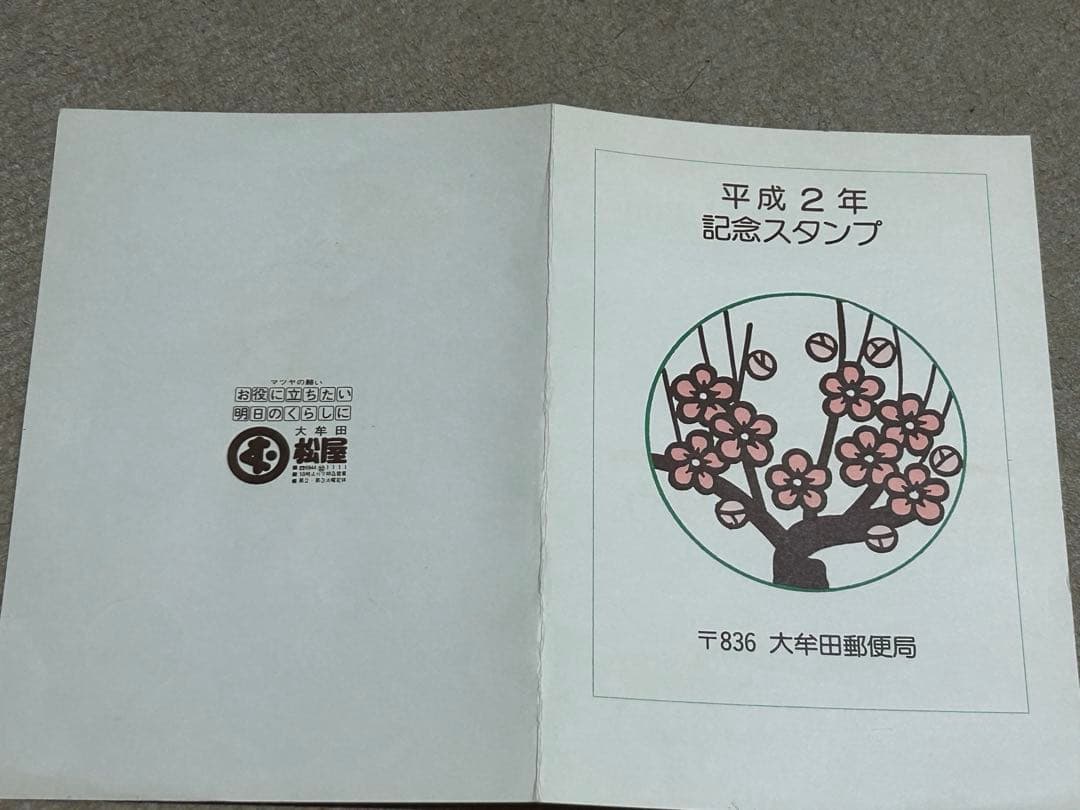 マツヤの願い
お役に立ちたい
明日のくらしに
大牟田
松屋
平成2年
記念スタンプ
〒836 大牟田郵便局